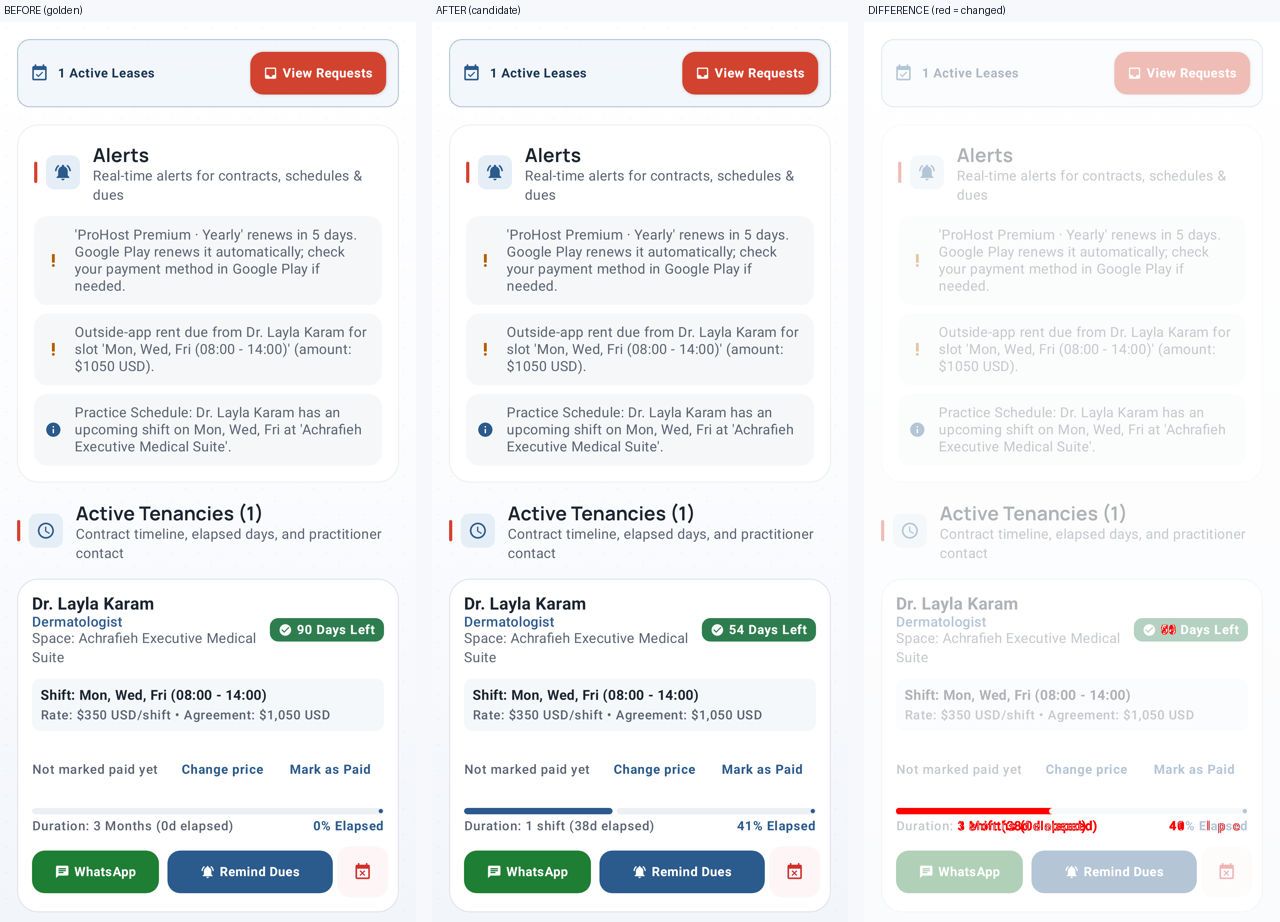 BEFORE (golden)
1 Active Leases
View Requests
Alerts
Real-time alerts for contracts, schedules &
dues
'ProHost Premium · Yearly' renews in 5 days.
Google Play renews it automatically; check
your payment method in Google Play if
needed.
Outside-app rent due from Dr. Layla Karam for
slot 'Mon, Wed, Fri (08:00 - 14:00)' (amount:
$1050 USD).
Practice Schedule: Dr. Layla Karam has an
upcoming shift on Mon, Wed, Fri at 'Achrafieh
Executive Medical Suite'.
Active Tenancies (1)
Contract timeline, elapsed days, and practitioner
contact
Dr. Layla Karam
Dermatologist
Space: Achrafieh Executive Medical
Suite
90 Days Left
Shift: Mon, Wed, Fri (08:00 - 14:00)
Rate: $350 USD/shift • Agreement: $1,050 USD
Not marked paid yet
Change price
Mark as Paid
Duration: 3 Months (0d elapsed)
0% Elapsed
WhatsApp
Remind Dues
AFTER (candidate)
1 Active Leases
View Requests
Alerts
Real-time alerts for contracts, schedules &
dues
'ProHost Premium · Yearly' renews in 5 days.
Google Play renews it automatically; check
your payment method in Google Play if
needed.
Outside-app rent due from Dr. Layla Karam for
slot 'Mon, Wed, Fri (08:00 - 14:00)' (amount:
$1050 USD).
Practice Schedule: Dr. Layla Karam has an
upcoming shift on Mon, Wed, Fri at 'Achrafieh
Executive Medical Suite'.
Active Tenancies (1)
Contract timeline, elapsed days, and practitioner
contact
Dr. Layla Karam
Dermatologist
Space: Achrafieh Executive Medical
Suite
54 Days Left
Shift: Mon, Wed, Fri (08:00 - 14:00)
Rate: $350 USD/shift • Agreement: $1,050 USD
Not marked paid yet
Change price
Mark as Paid
Duration: 1 shift (38d elapsed)
41% Elapsed
WhatsApp
Remind Dues
DIFFERENCE (red = changed)
1 Active Leases
View Requests
Alerts
Real-time alerts for contracts, schedules &
dues
'ProHost Premium · Yearly' renews in 5 days.
Google Play renews it automatically; check
your payment method in Google Play if
needed.
Outside-app rent due from Dr. Layla Karam for
slot 'Mon, Wed, Fri (08:00 - 14:00)' (amount:
$1050 USD).
Practice Schedule: Dr. Layla Karam has an
upcoming shift on Mon, Wed, Fri at 'Achrafieh
Executive Medical Suite'.
Active Tenancies (1)
Contract timeline, elapsed days, and practitioner
contact
Dr. Layla Karam
Dermatologist
Space: Achrafieh Executive Medical
Suite
Days Left
Shift: Mon, Wed, Fri (08:00 - 14:00)
Rate: $350 USD/shift • Agreement: $1,050 USD
Not marked paid yet
Change price
Mark as Paid
Duration:
WhatsApp
Remind Dues